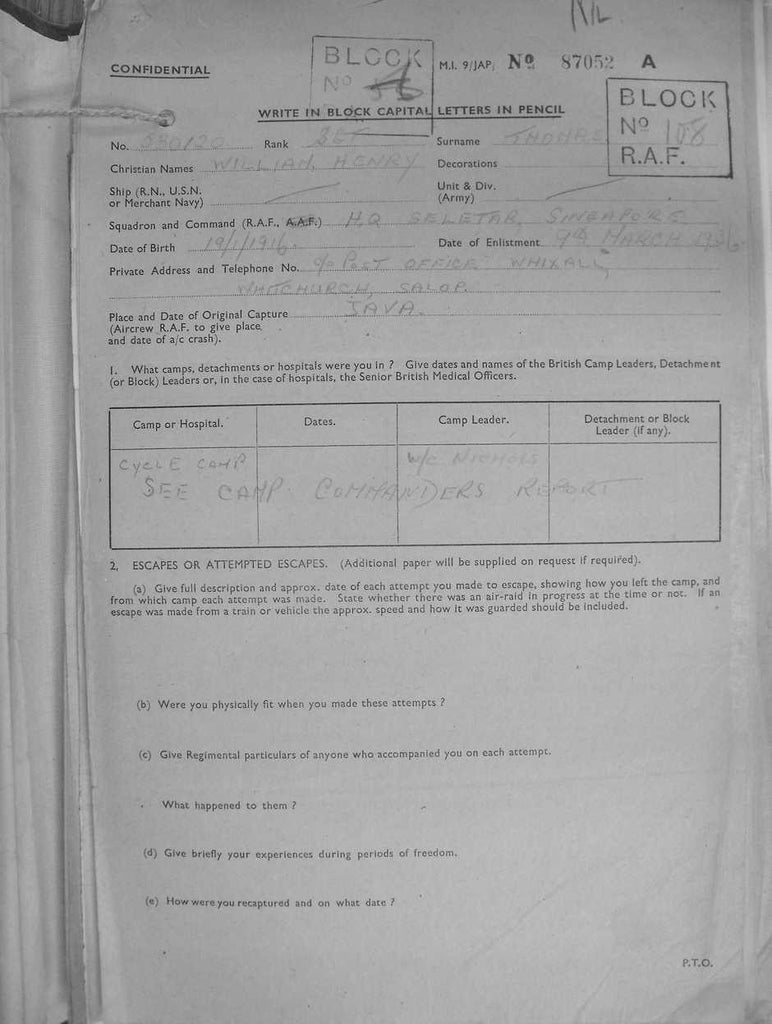 NIL
CONFIDENTIAL
BLOCK
Nº
M.I. 9/JAP/ Nº 87052 A
BLOCK
Nº 108
R.A.F.
WRITE IN BLOCK CAPITAL LETTERS IN PENCIL
No. 530120 Rank SGT Surname THOMAS
Christian Names WILLIAM HENRY Decorations
Ship (R.N., U.S.N. or Merchant Navy)
Unit & Div. (Army)
Squadron and Command (R.A.F., A.A.F.) H.Q SELETAR, SINGAPORE
Date of Birth 19/1/1916. Date of Enlistment 9th MARCH 1936
Private Address and Telephone No. c/o POST OFFICE WHIXALL,
WHITCHURCH, SALOP.
Place and Date of Original Capture JAVA.
(Aircrew R.A.F. to give place,
and date of a/c crash).
1. What camps, detachments or hospitals were you in ? Give dates and names of the British Camp Leaders, Detachment
(or Block) Leaders or, in the case of hospitals, the Senior British Medical Officers.
Camp or Hospital. Dates. Camp Leader. Detachment or Block Leader (if any).
CYCLE CAMP W/C NICHOLS
SEE CAMP COMMANDERS REPORT
2. ESCAPES OR ATTEMPTED ESCAPES. (Additional paper will be supplied on request if required).
(a) Give full description and approx. date of each attempt you made to escape, showing how you left the camp, and
from which camp each attempt was made. State whether there was an air-raid in progress at the time or not. If an
escape was made from a train or vehicle the approx. speed and how it was guarded should be included.
(b) Were you physically fit when you made these attempts ?
(c) Give Regimental particulars of anyone who accompanied you on each attempt.
What happened to them ?
(d) Give briefly your experiences during periods of freedom.
(e) How were you recaptured and on what date ?
P.T.O.